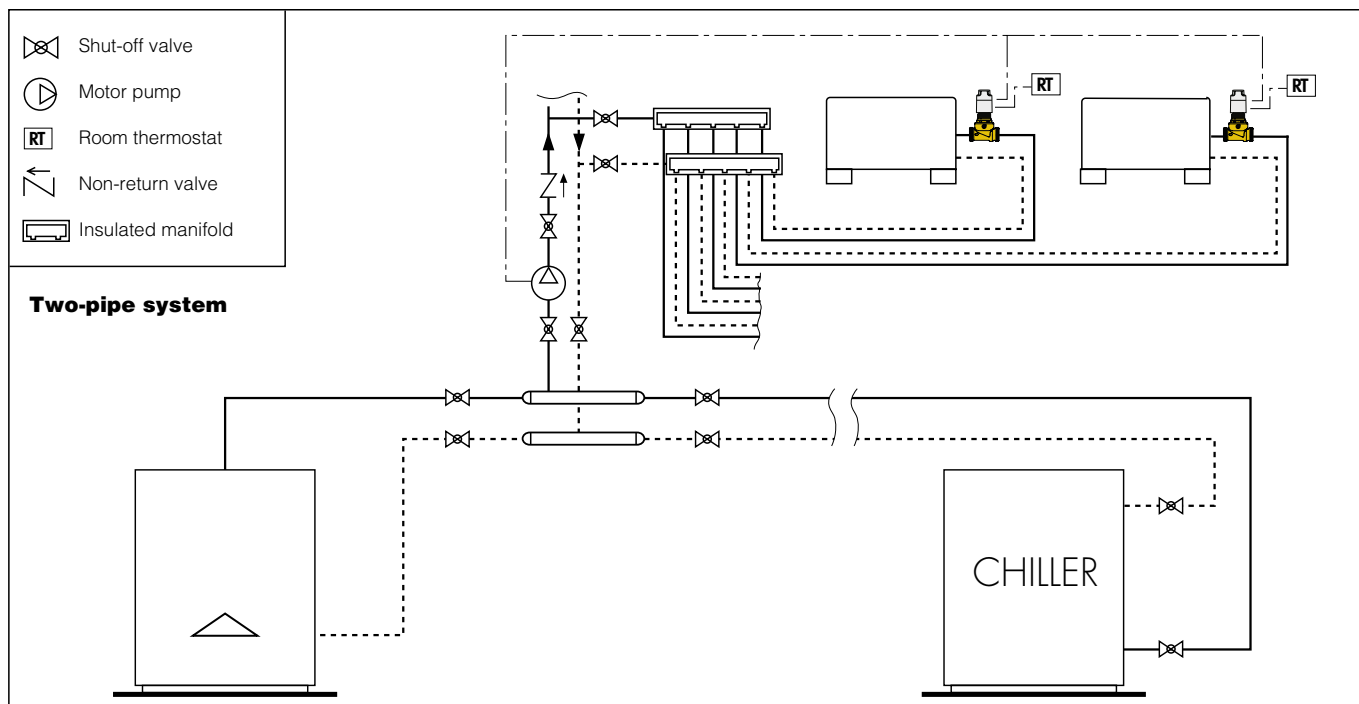 Shut-off valve
Motor pump
RT Room thermostat
Non-return valve
Insulated manifold
Two-pipe system
RT
RT
CHILLER